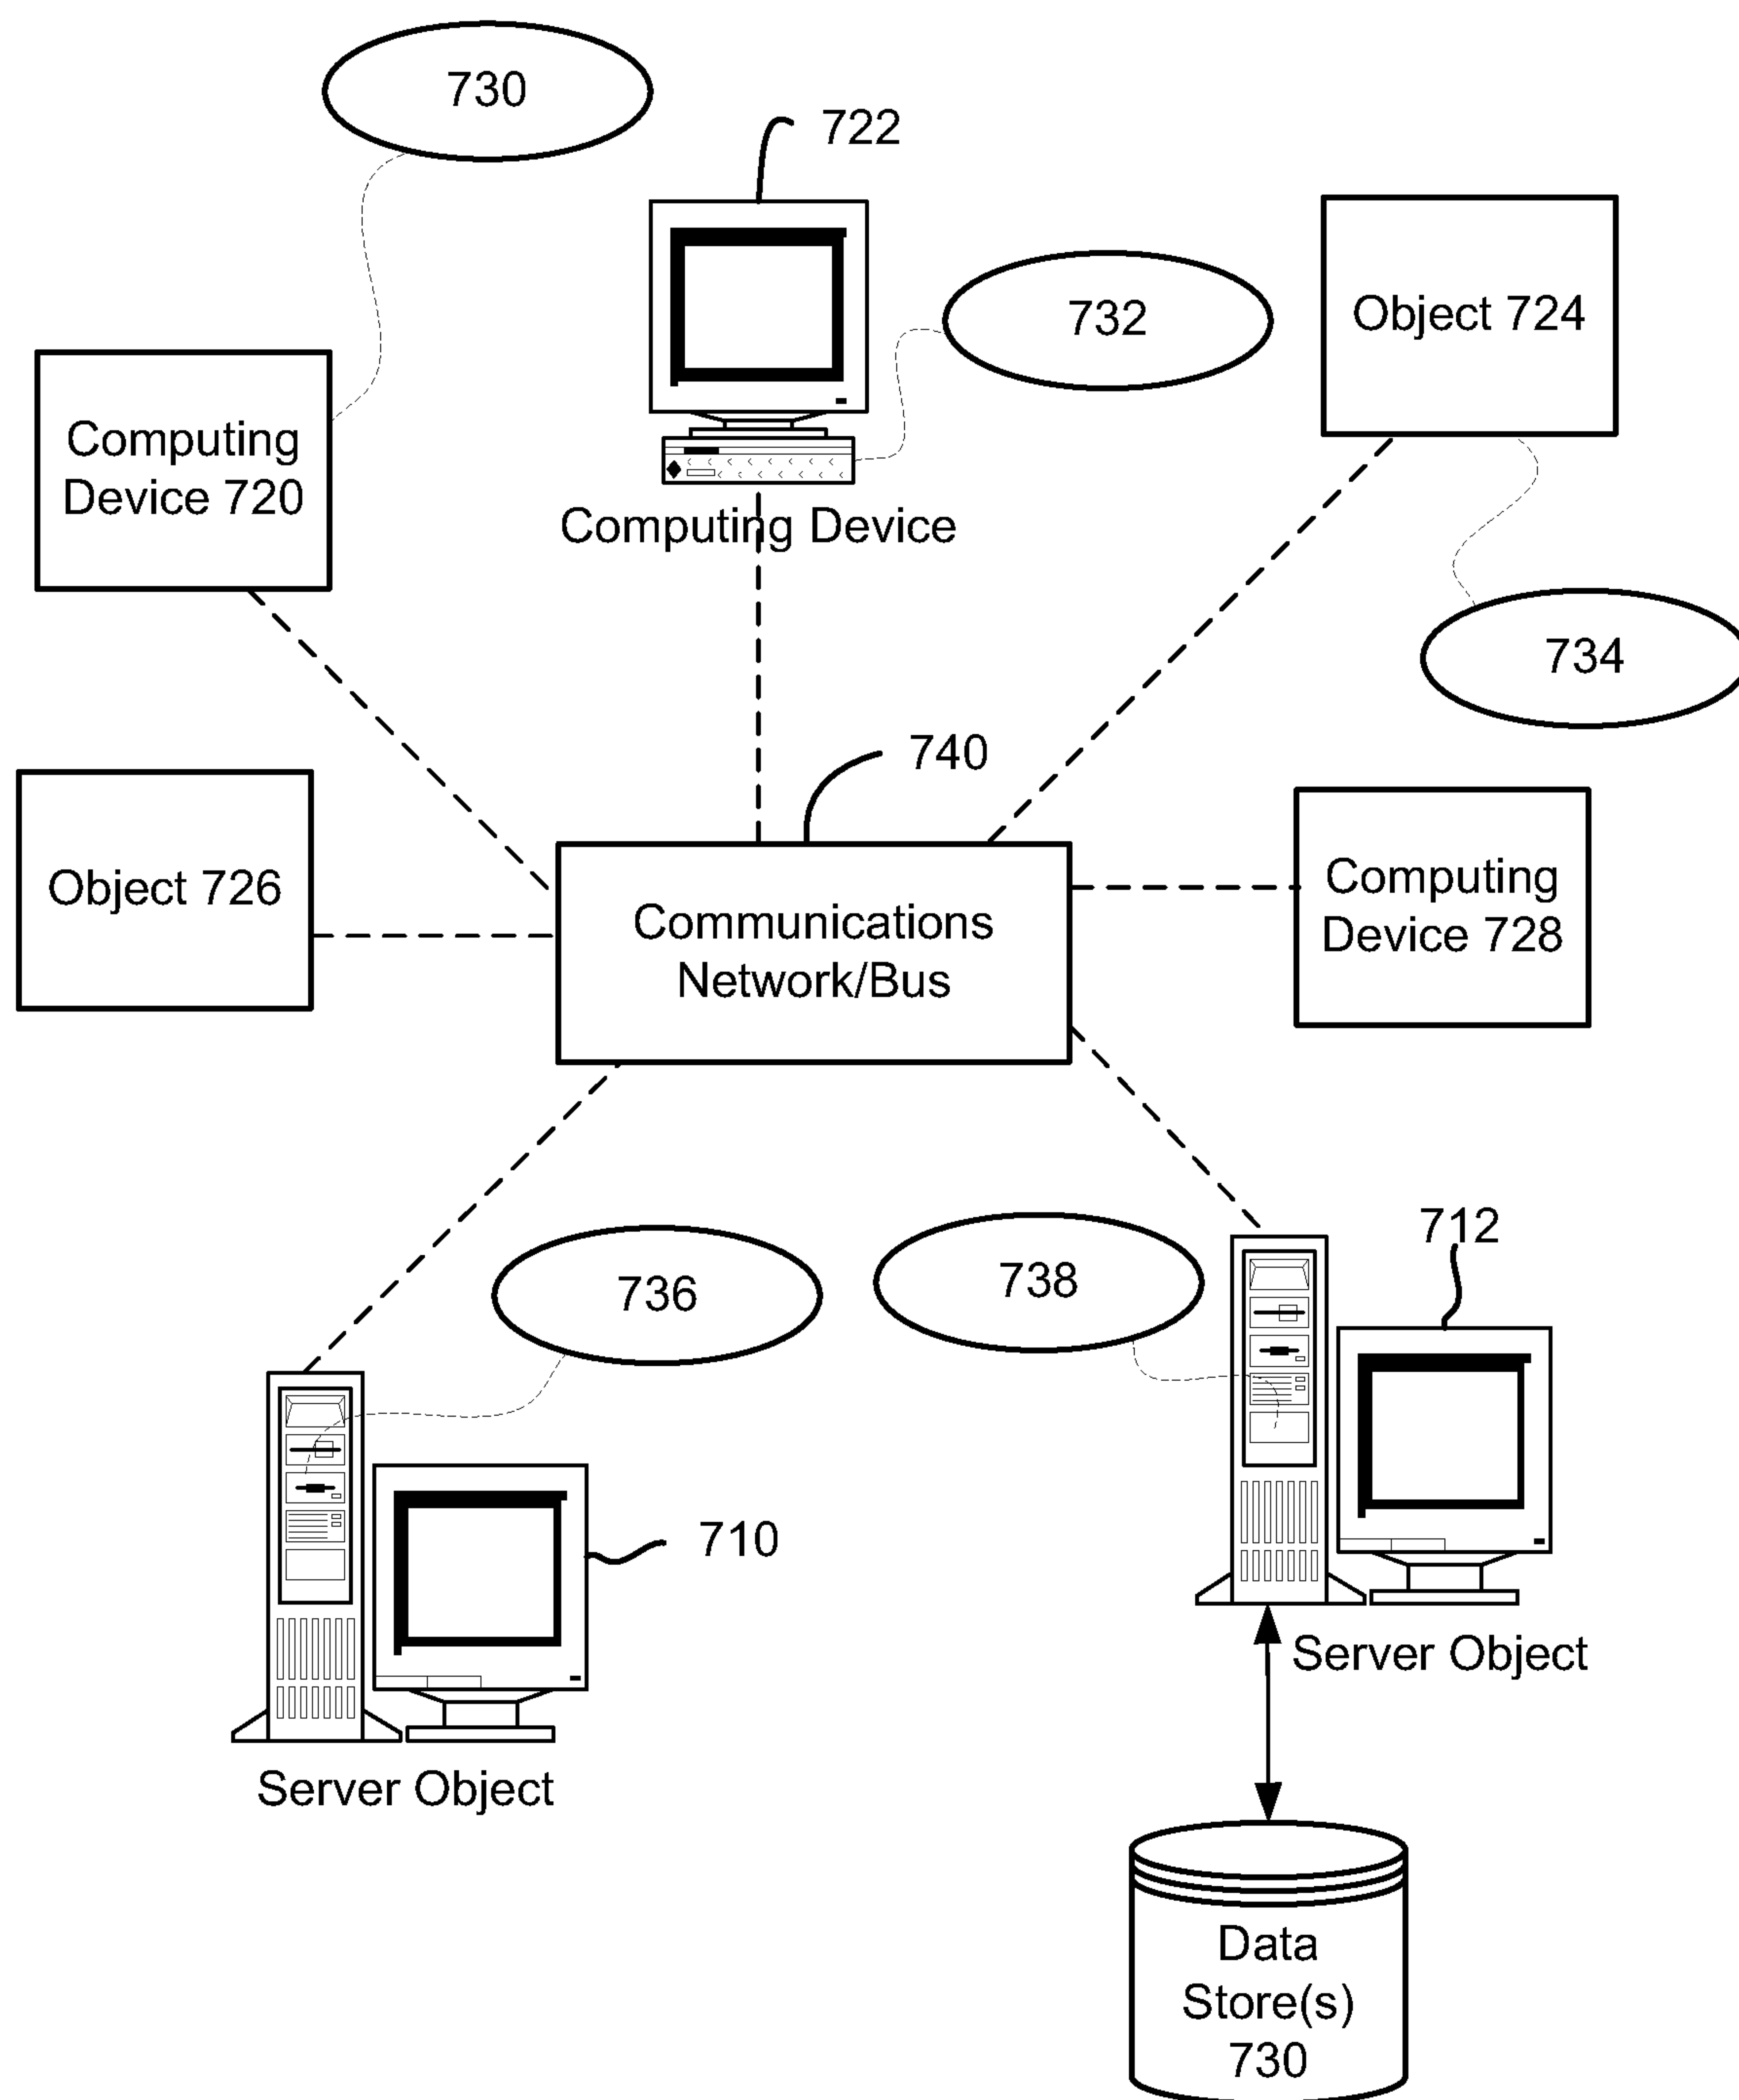 730
722
732
Object 724
Computing
Device 720
Computing Device
734
740
Object 726
Communications
Network/Bus
Computing
Device 728
736
738
712
710
Server Object
Server Object
Data
Store(s)
730